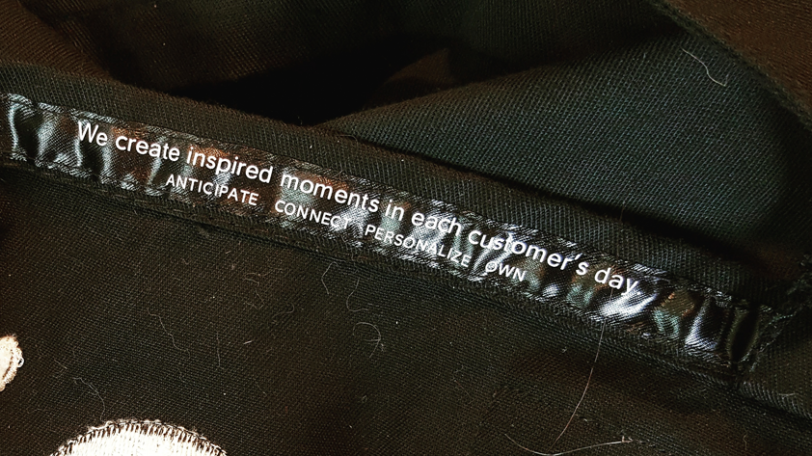 We create inspired moments in each customer's day
ANTICIPATE CONNECT PERSONALIZE OWN